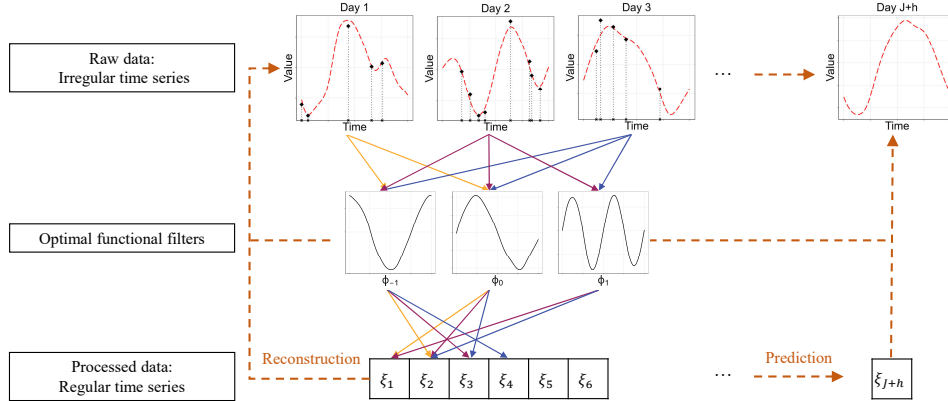 Day 1
Day 2
Day 3
Day J+h
Raw data:
Irregular time series
Value
Value
Value
...
Value
Time
Time
Time
Time
Optimal functional filters
ϕ₋₁
ϕ₀
ϕ₁
Processed data:
Regular time series
Reconstruction
ξ₁
ξ₂
ξ₃
ξ₄
ξ₅
ξ₆
...
Prediction
ξ_{J+h}